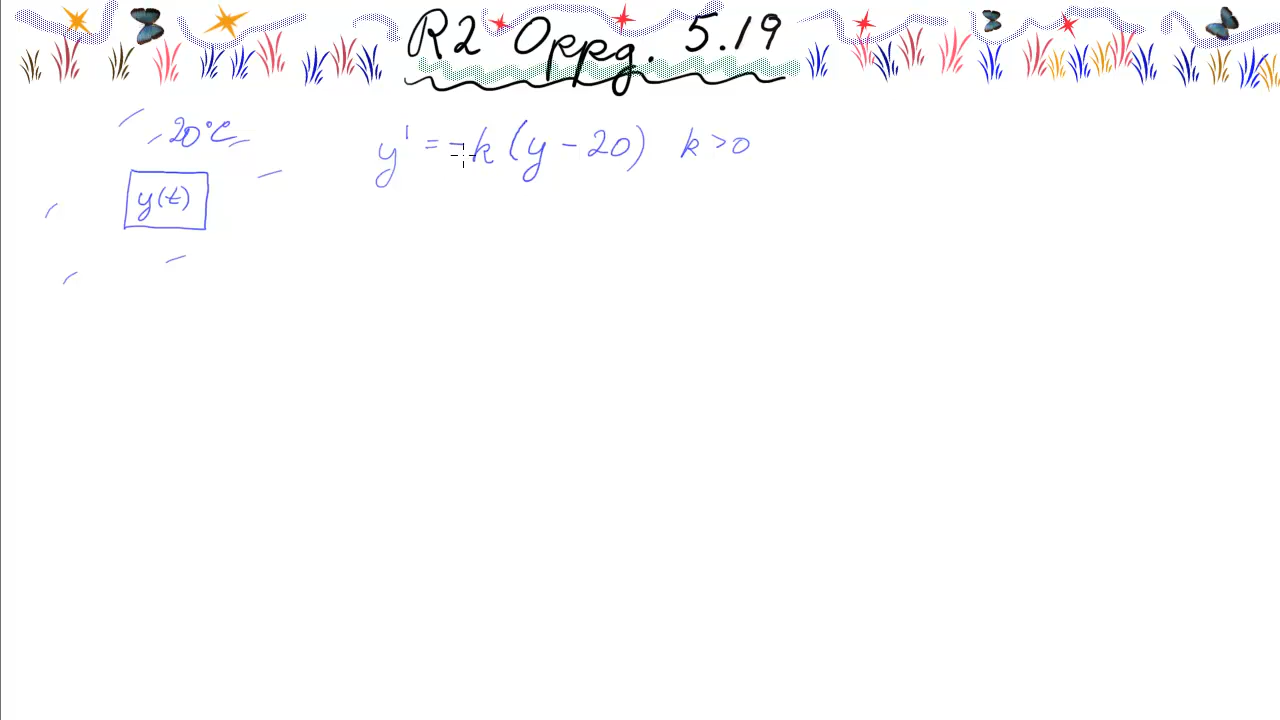 R2 Oppg. 5.19
20°C
y' = -k (y - 20) k > 0
y(t)